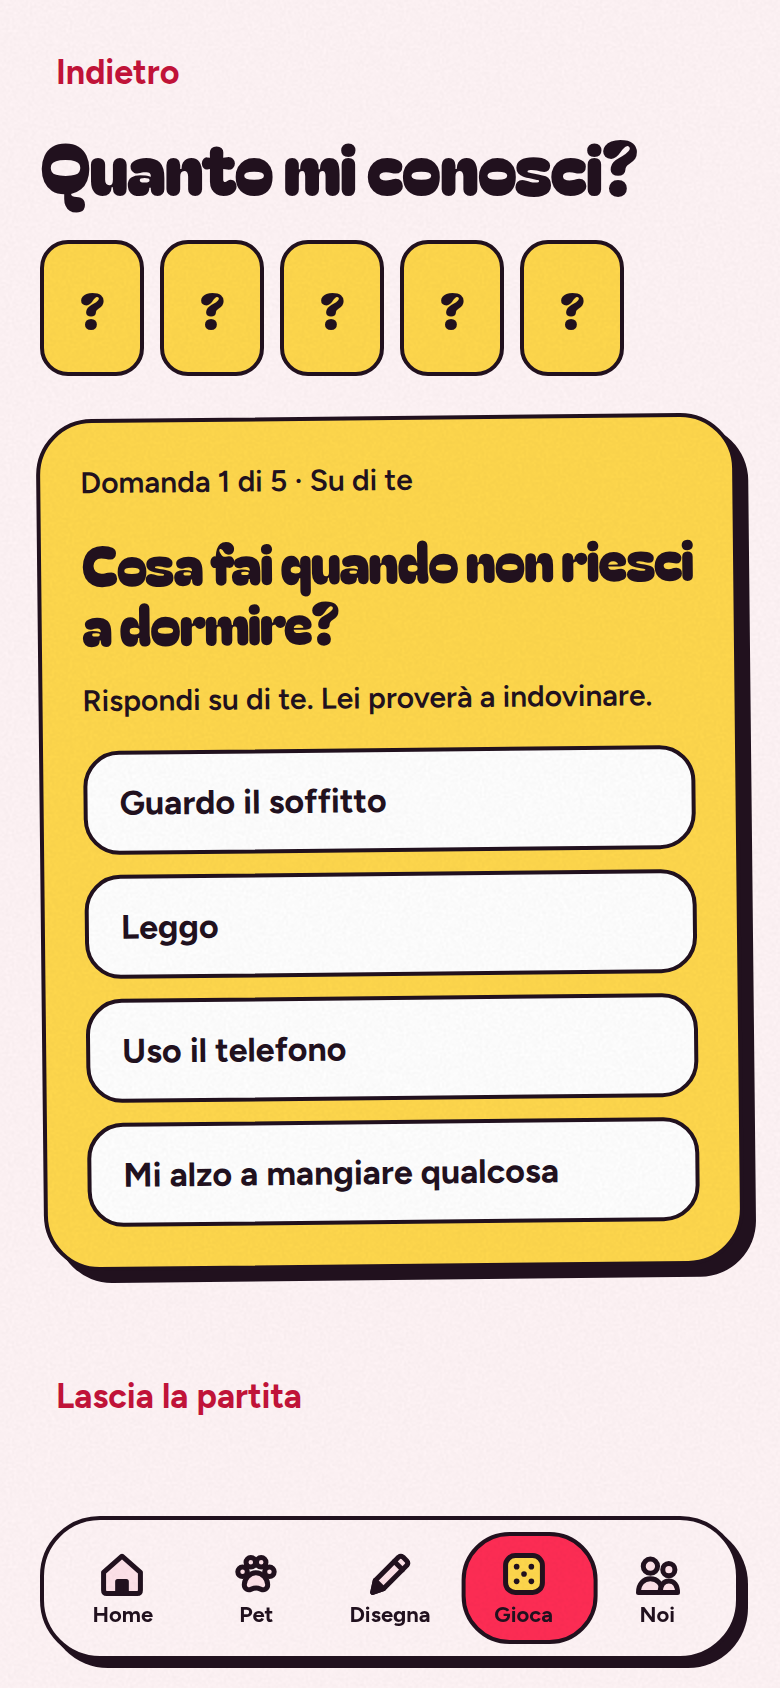 Indietro
Quanto mi conosci?
? ? ? ? ?
Domanda 1 di 5 · Su di te
Cosa fai quando non riesci
a dormire?
Rispondi su di te. Lei proverà a indovinare.
Guardo il soffitto
Leggo
Uso il telefono
Mi alzo a mangiare qualcosa
Lascia la partita
Home Pet Disegna Gioca Noi